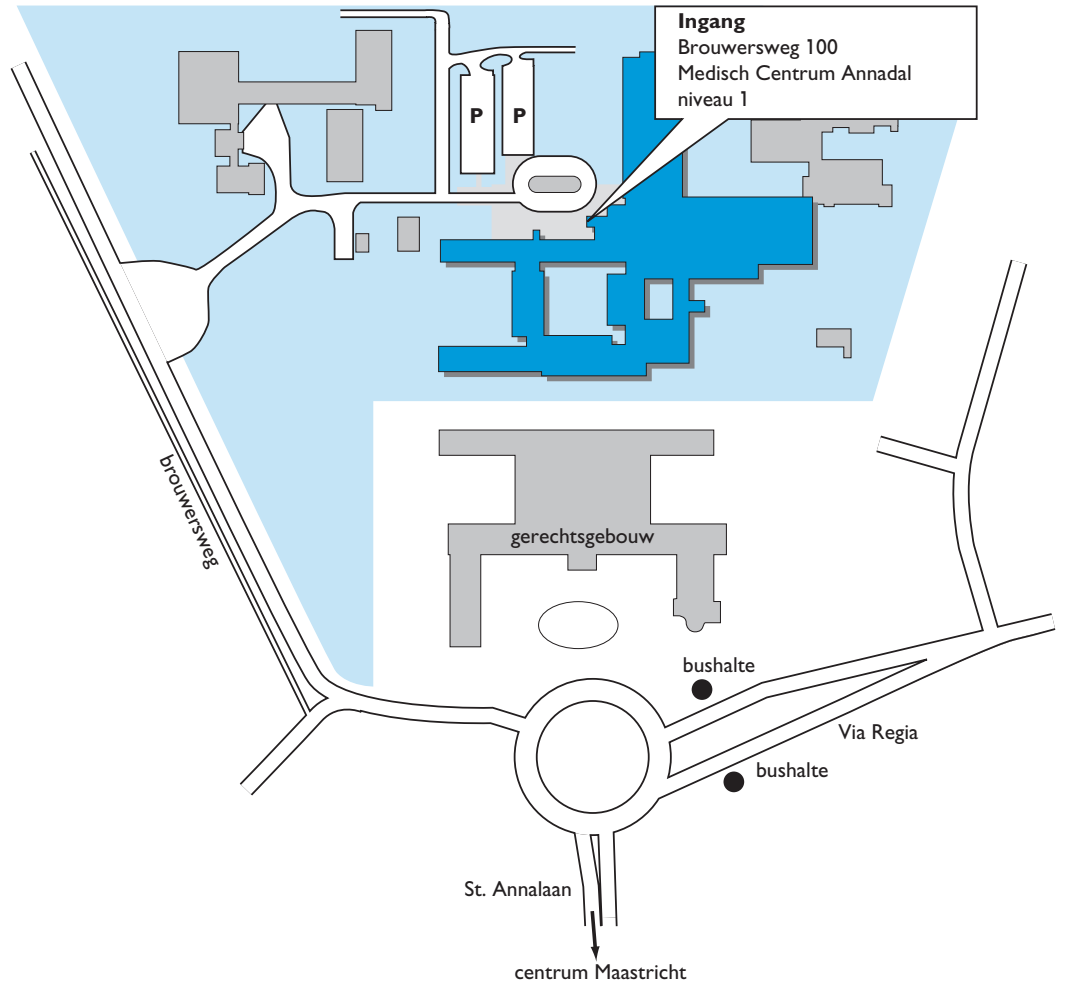 Ingang
Brouwersweg 100
Medisch Centrum Annadal
niveau 1
P
P
brouwersweg
gerechtsgebouw
bushalte
Via Regia
bushalte
St. Annalaan
centrum Maastricht